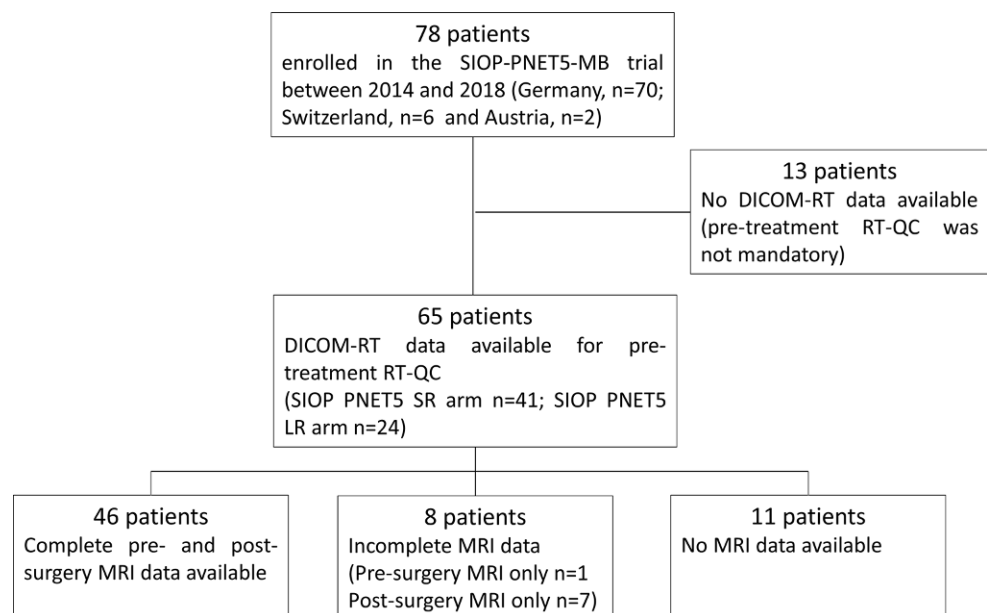 78 patients
enrolled in the SIOP-PNET5-MB trial
between 2014 and 2018 (Germany, n=70;
Switzerland, n=6 and Austria, n=2)
13 patients
No DICOM-RT data available
(pre-treatment RT-QC was
not mandatory)
65 patients
DICOM-RT data available for pre-
treatment RT-QC
(SIOP PNET5 SR arm n=41; SIOP PNET5
LR arm n=24)
46 patients
Complete pre- and post-
surgery MRI data available
8 patients
Incomplete MRI data
(Pre-surgery MRI only n=1
Post-surgery MRI only n=7)
11 patients
No MRI data available